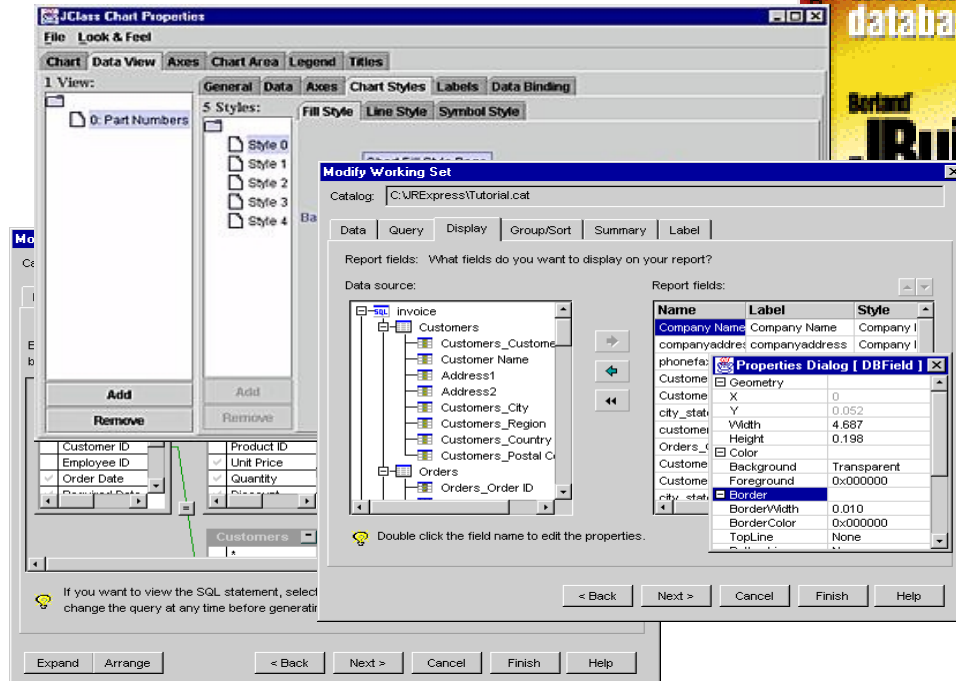 JClass Chart Properties
File Look & Feel
Chart Data View Axes Chart Area Legend Titles
1 View:
0: Part Numbers
Add
Remove
General Data Axes Chart Styles Labels Data Binding
5 Styles:
Style 0
Style 1
Style 2
Style 3
Style 4
Add
Remove
Fill Style Line Style Symbol Style
Ba
databa
Borland
JBui
Modify Working Set
Catalog: C:\JRExpress\Tutorial.cat
Data Query Display Group/Sort Summary Label
Report fields: What fields do you want to display on your report?
Data source:
SQL invoice
Customers
Customers_Custome
Customer Name
Address1
Address2
Customers_City
Customers_Region
Customers_Country
Customers_Postal C
Orders
Orders_Order ID
Report fields:
Name Label Style
Company Name Company Name Company
companyaddres companyaddress Company
phonefa
Custome
Custome
city_stat
customer
Orders_
Custome
Custome
Properties Dialog [ DBField ]
Geometry
X 0
Y 0.052
Width 4.687
Height 0.198
Color
Background Transparent
Foreground 0x000000
Border
BorderWidth 0.010
BorderColor 0x000000
TopLine None
Double click the field name to edit the properties.
< Back Next > Cancel Finish Help
Mo
Ca
E
b
Customer ID
Employee ID
Order Date
Product ID
Unit Price
Quantity
=
Customers
*
If you want to view the SQL statement, select
change the query at any time before generatin
Expand Arrange < Back Next > Cancel Finish Help